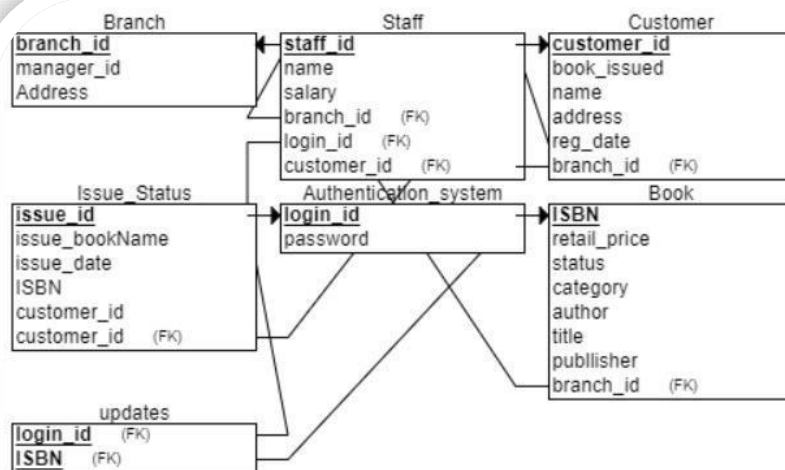 Branch
branch_id
manager_id
Address
Staff
staff_id
name
salary
branch_id (FK)
login_id (FK)
customer_id (FK)
Customer
customer_id
book_issued
name
address
reg_date
branch_id (FK)
Issue_Status
issue_id
issue_bookName
issue_date
ISBN
customer_id
customer_id (FK)
Authentication_system
login_id
password
Book
ISBN
retail_price
status
category
author
title
publlisher
branch_id (FK)
updates
login_id (FK)
ISBN (FK)